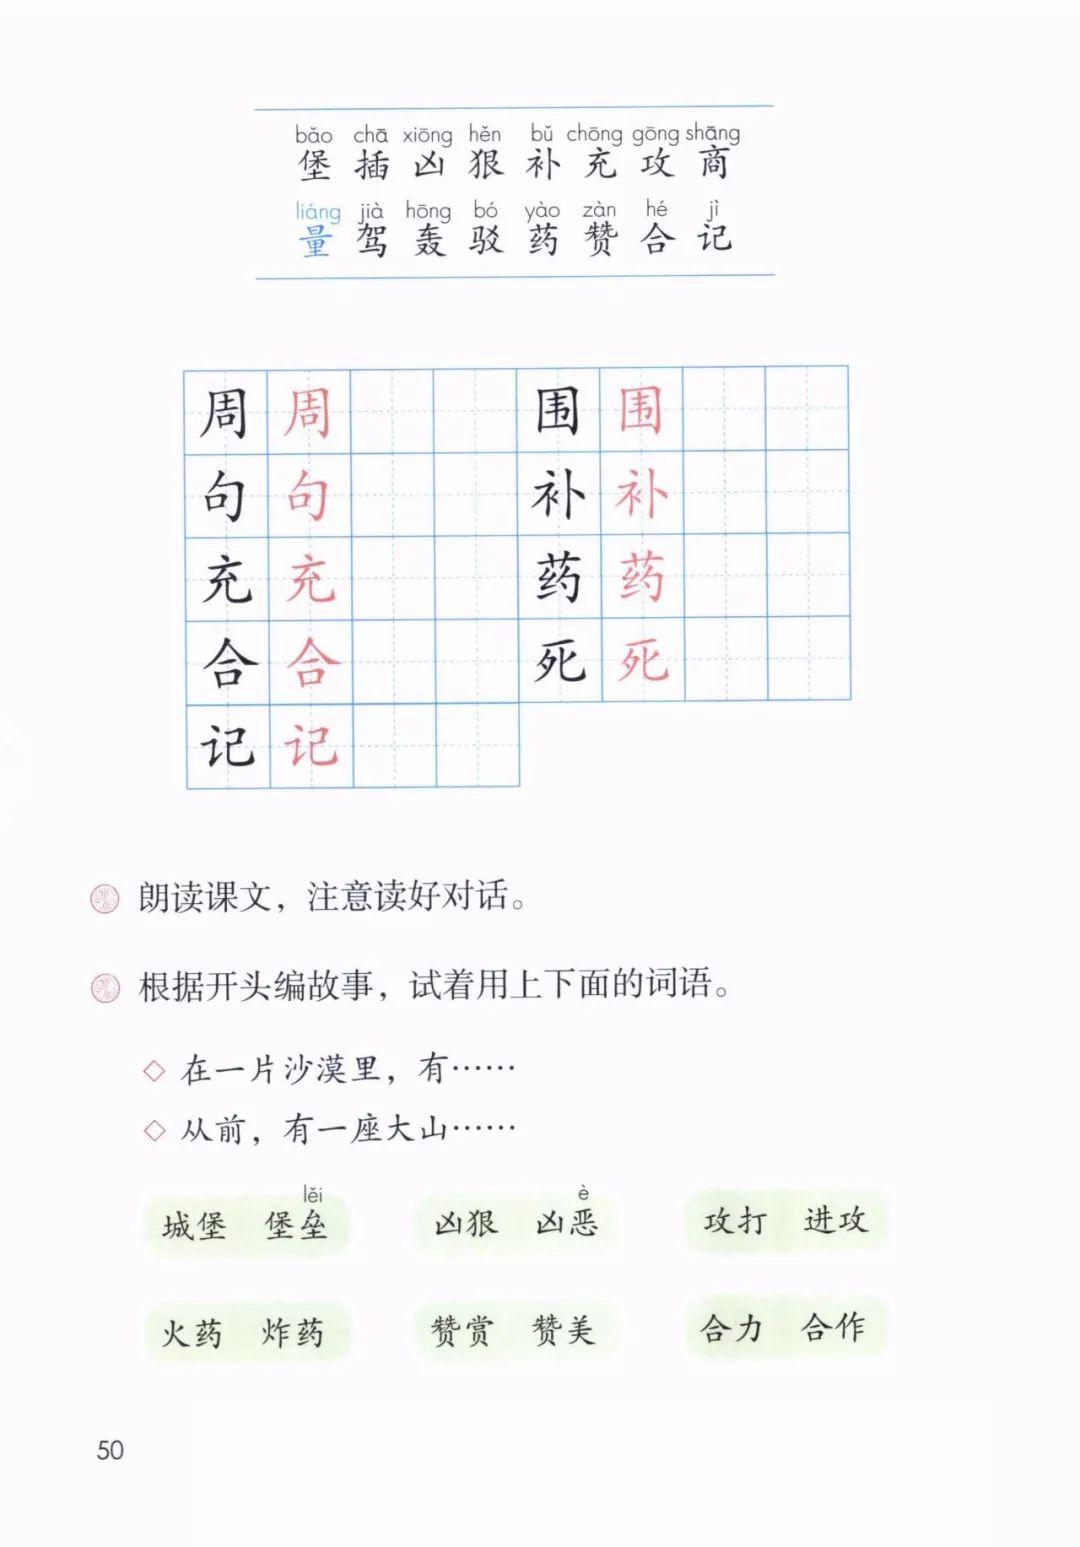 bǎo chā xiōng hěn bǔ chōng gōng shāng
堡 插 凶 狠 补 充 攻 商
liáng jià hōng bó yào zàn hé jì
量 驾 轰 驳 药 赞 合 记
周 周 围 围
句 句 补 补
充 充 药 药
合 合 死 死
记 记
朗读课文，注意读好对话。
根据开头编故事，试着用上下面的词语。
◇ 在一片沙漠里，有……
◇ 从前，有一座大山……
lěi è
城堡 堡垒 凶狠 凶恶 攻打 进攻
火药 炸药 赞赏 赞美 合力 合作
50